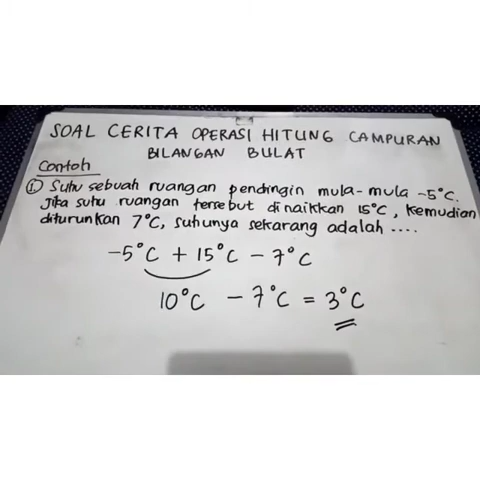 SOAL CERITA OPERASI HITUNG CAMPURAN
BILANGAN BULAT
Contoh
① Suhu sebuah ruangan pendingin mula-mula -5°C.
Jika suhu ruangan tersebut dinaikkan 15°C, kemudian
diturunkan 7°C, suhunya sekarang adalah ....
-5°C + 15°C - 7°C
10°C - 7°C = 3°C